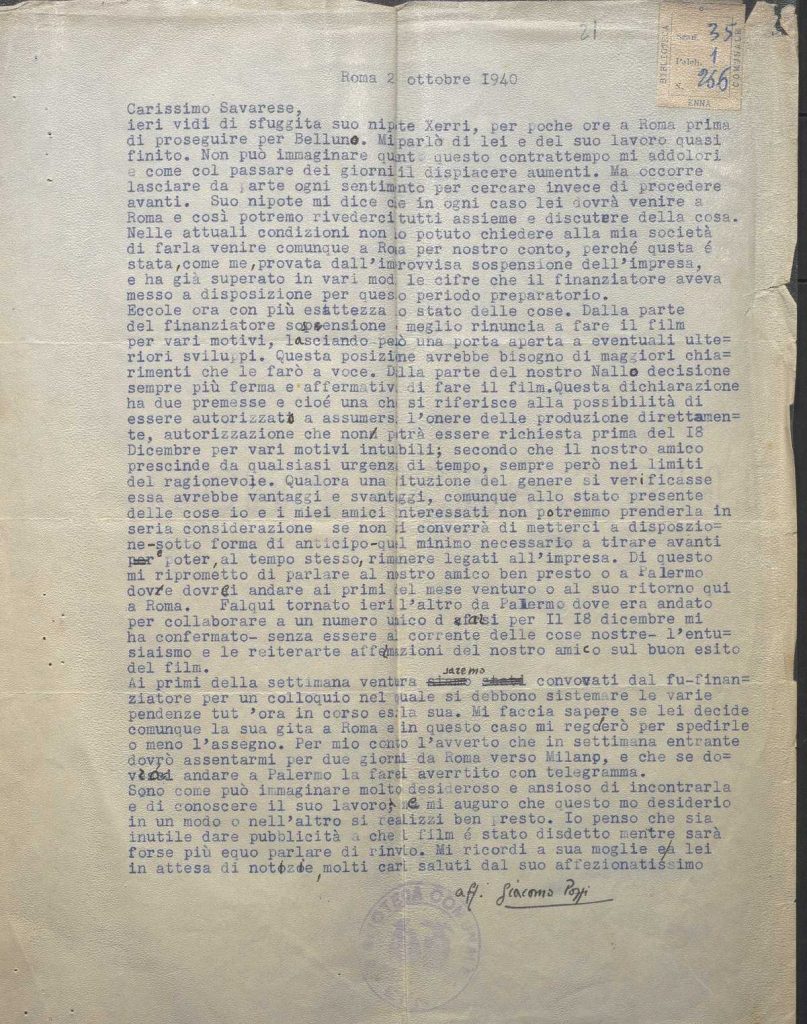 21
BIBLIOTECA COMUNALE
Scaf. 35
Palch. 1
N. 266
ENNA
Roma 2 ottobre 1940
Carissimo Savarese,
ieri vidi di sfuggita suo nipote Xerri, per poche ore a Roma prima
di proseguire per Belluno. Mi parlò di lei e del suo lavoro quasi
finito. Non può immaginare qunto questo contrattempo mi addolori
e come col passare dei giorni il dispiacere aumenti. Ma occorre
lasciare da parte ogni sentimento per cercare invece di procedere
avanti. Suo nipote mi dice che in ogni caso lei dovrà venire a
Roma e così potremo rivederci tutti assieme e discutere della cosa.
Nelle attuali condizioni non ho potuto chiedere alla mia società
di farla venire comunque a Roma per nostro conto, perché qusta é
stata, come me, provata dall'improvvisa sospensione dell'impresa,
e ha già superato in vari modi le cifre che il finanziatore aveva
messo a disposizione per questo periodo preparatorio.
Eccole ora con più esattezza lo stato delle cose. Dalla parte
del finanziatore sospensione o meglio rinuncia a fare il film
per vari motivi, lasciando però una porta aperta a eventuali ulte=
riori sviluppi. Questa posizione avrebbe bisogno di maggiori chia=
rimenti che le farò a voce. Dalla parte del nostro Nallo decisione
sempre più ferma e affermativa di fare il film. Questa dichiarazione
ha due premesse e cioé una che si riferisce alla possibilità di
essere autorizzati a assumersi l'onere della produzione direttamen=
te, autorizzazione che non potrà essere richiesta prima del 18
Dicembre per vari motivi intuibili; secondo che il nostro amico
prescinde da qualsiasi urgenza di tempo, sempre però nei limiti
del ragionevole. Qualora una situzione del genere si verificasse
essa avrebbe vantaggi e svantaggi, comunque allo stato presente
delle cose io e i miei amici interessati non potremmo prenderla in
seria considerazione se non ci converrà di metterci a disposzio=
ne-sotto forma di anticipo-quel minimo necessario a tirare avanti
e poter, al tempo stesso, rimanere legati all'impresa. Di questo
mi riprometto di parlare al nostro amico ben presto o a Palermo
dove dovrei andare ai primi del mese venturo o al suo ritorno qui
a Roma. Falqui tornato ieri l'altro da Palermo dove era andato
per collaborare a un numero unico d per Il 18 dicembre mi
ha confermato- senza essere al corrente delle cose nostre- l'entu=
siaismo e le reiterarte affermazioni del nostro amico sul buon esito
del film.
Ai primi della settimana ventura saremo convovati dal fu-finan=
ziatore per un colloquio nel quale si debbono sistemare le varie
pendenze tut 'ora in corso es: la sua. Mi faccia sapere se lei decide
comunque la sua gita a Roma e in questo caso mi regolerò per spedirle
o meno l'assegno. Per mio conto l'avverto che in settimana entrante
dovrò assentarmi per due giorni da Roma verso Milano, e che se do=
vessi andare a Palermo la farei averrtito con telegramma.
Sono come può immaginare molto desideroso e ansioso di incontrarla
e di conoscere il suo lavoro; e mi auguro che questo mo desiderio
in un modo o nell'altro si realizzi ben presto. Io penso che sia
inutile dare pubblicità a che il film é stato disdetto mentre sarà
forse più equo parlare di rinvio. Mi ricordi a sua moglie e a lei
in attesa di notizie, molti cari saluti dal suo affezionatissimo
aff. Giacomo Pozzi